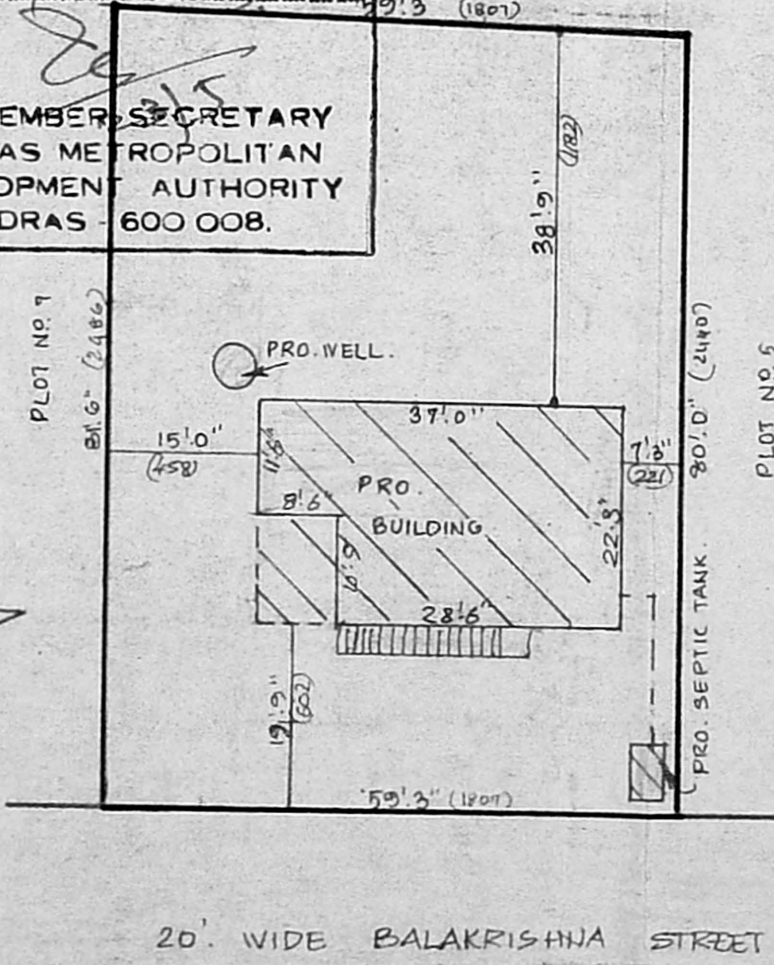 59'.3 (1807)
EMBER-SECRETARY
AS METROPOLITAN
OPMENT AUTHORITY
DRAS - 600 008.
38'.9" (1182)
PLOT NO. 7
81'.6" (2486)
PRO. WELL.
80'.0" (2440)
PLOT NO. 5
37'.0"
15'.0"
(458)
7'.3"
(221)
8'.6"
PRO.
BUILDING
22'.3"
28'.6"
PRO. SEPTIC TANK.
19'.9"
(602)
59'.3" (1807)
20'. WIDE BALAKRISHNA STREET